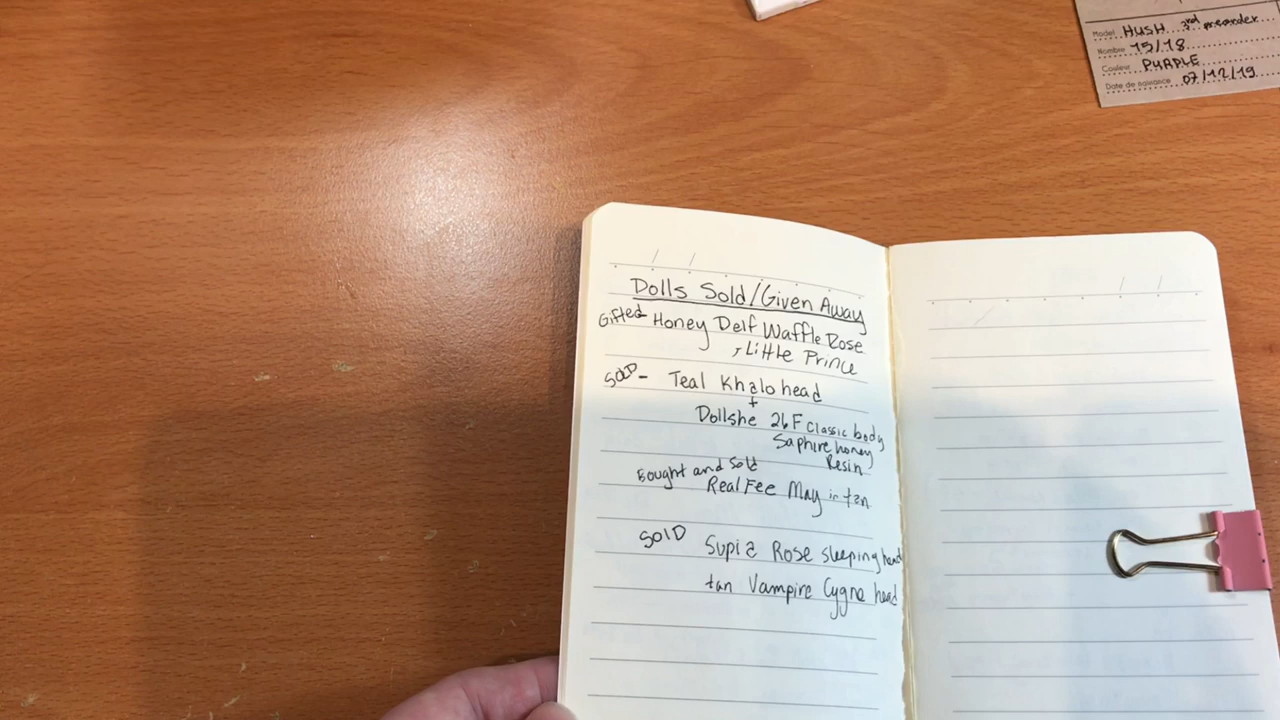 Model HUSH 3rd preorder
Nombre 15/18
Couleur PURPLE
Date de naissance 07/12/19
Dolls Sold/Given Away
Gifted Honey Delf Waffle Rose
, Little Prince
SOLD - Teal Khalo head
+
Dollshe 26F classic body
Saphire honey
Resin
Bought and Sold
RealFee May in tan
SOLD Supia Rose sleeping head
tan Vampire Cygne head